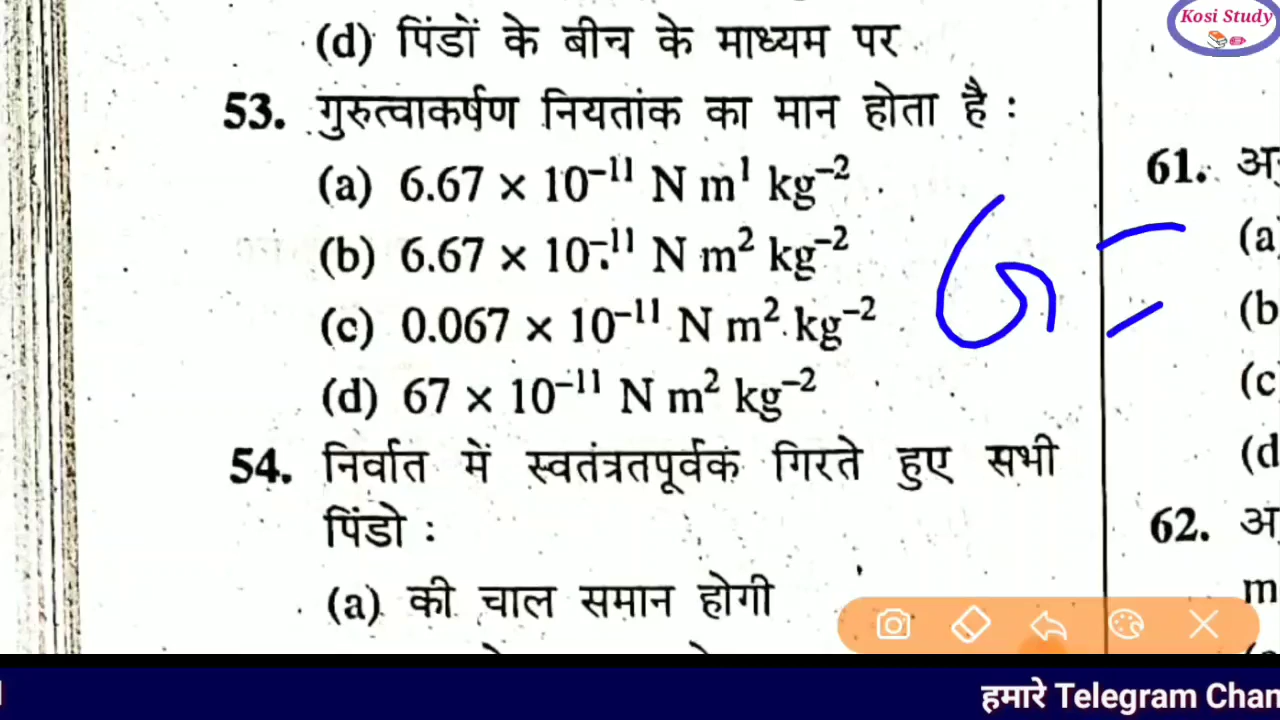 Kosi Study
(d) पिंडों के बीच के माध्यम पर
53. गुरुत्वाकर्षण नियतांक का मान होता है :
(a) 6.67 × 10⁻¹¹ N m¹ kg⁻²
(b) 6.67 × 10⁻¹¹ N m² kg⁻²
(c) 0.067 × 10⁻¹¹ N m² kg⁻²
(d) 67 × 10⁻¹¹ N m² kg⁻²
54. निर्वात में स्वतंत्रतपूर्वक गिरते हुए सभी
पिंडो :
(a) की चाल समान होगी
G =
61.
(a
(b
(c
(d
62.
m
हमारे Telegram Chan